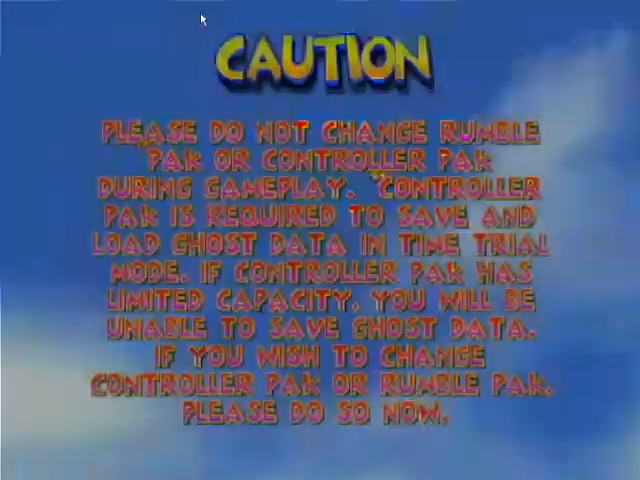 CAUTION
PLEASE DO NOT CHANGE RUMBLE
PAK OR CONTROLLER PAK
DURING GAMEPLAY. CONTROLLER
PAK IS REQUIRED TO SAVE AND
LOAD GHOST DATA IN TIME TRIAL
MODE. IF CONTROLLER PAK HAS
LIMITED CAPACITY, YOU WILL BE
UNABLE TO SAVE GHOST DATA.
IF YOU WISH TO CHANGE
CONTROLLER PAK OR RUMBLE PAK,
PLEASE DO SO NOW.